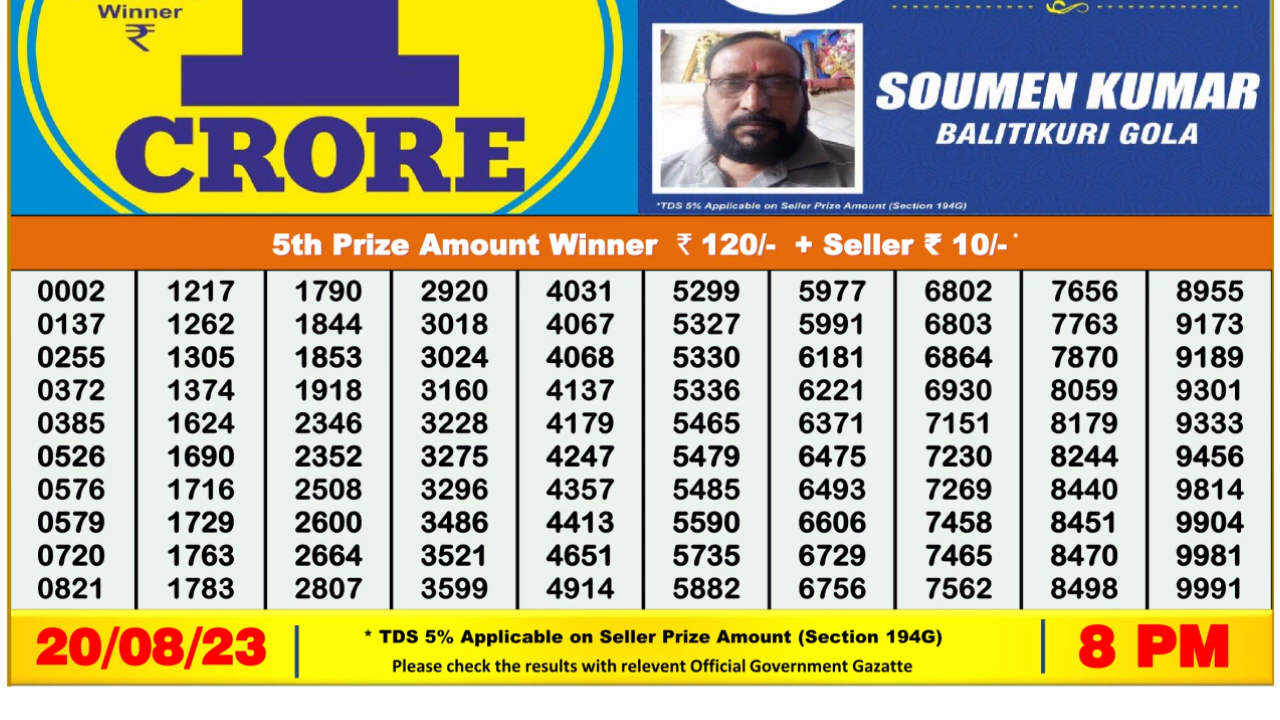 Winner
₹
1
CRORE
SOUMEN KUMAR
BALITIKURI GOLA
*TDS 5% Applicable on Seller Prize Amount (Section 194G)
5th Prize Amount Winner ₹ 120/- + Seller ₹ 10/- *
0002 1217 1790 2920 4031 5299 5977 6802 7656 8955
0137 1262 1844 3018 4067 5327 5991 6803 7763 9173
0255 1305 1853 3024 4068 5330 6181 6864 7870 9189
0372 1374 1918 3160 4137 5336 6221 6930 8059 9301
0385 1624 2346 3228 4179 5465 6371 7151 8179 9333
0526 1690 2352 3275 4247 5479 6475 7230 8244 9456
0576 1716 2508 3296 4357 5485 6493 7269 8440 9814
0579 1729 2600 3486 4413 5590 6606 7458 8451 9904
0720 1763 2664 3521 4651 5735 6729 7465 8470 9981
0821 1783 2807 3599 4914 5882 6756 7562 8498 9991
20/08/23
* TDS 5% Applicable on Seller Prize Amount (Section 194G)
Please check the results with relevent Official Government Gazatte
8 PM